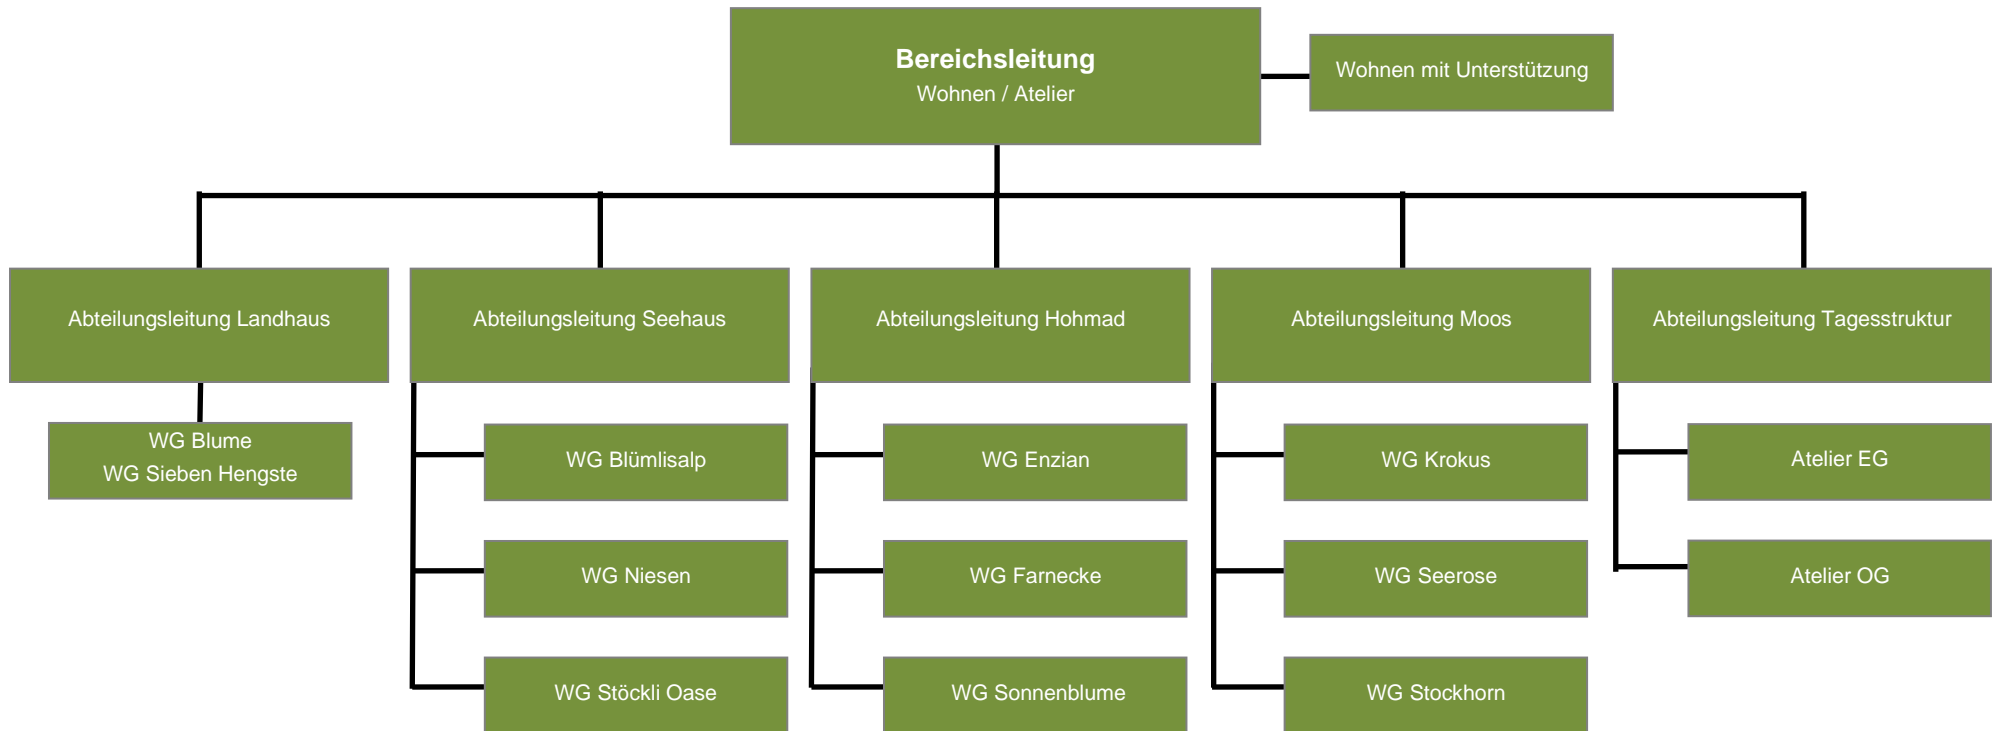 Bereichsleitung
Wohnen / Atelier
Wohnen mit Unterstützung
Abteilungsleitung Landhaus
Abteilungsleitung Seehaus
Abteilungsleitung Hohmad
Abteilungsleitung Moos
Abteilungsleitung Tagesstruktur
WG Blume
WG Sieben Hengste
WG Blümlisalp
WG Niesen
WG Stöckli Oase
WG Enzian
WG Farnecke
WG Sonnenblume
WG Krokus
WG Seerose
WG Stockhorn
Atelier EG
Atelier OG